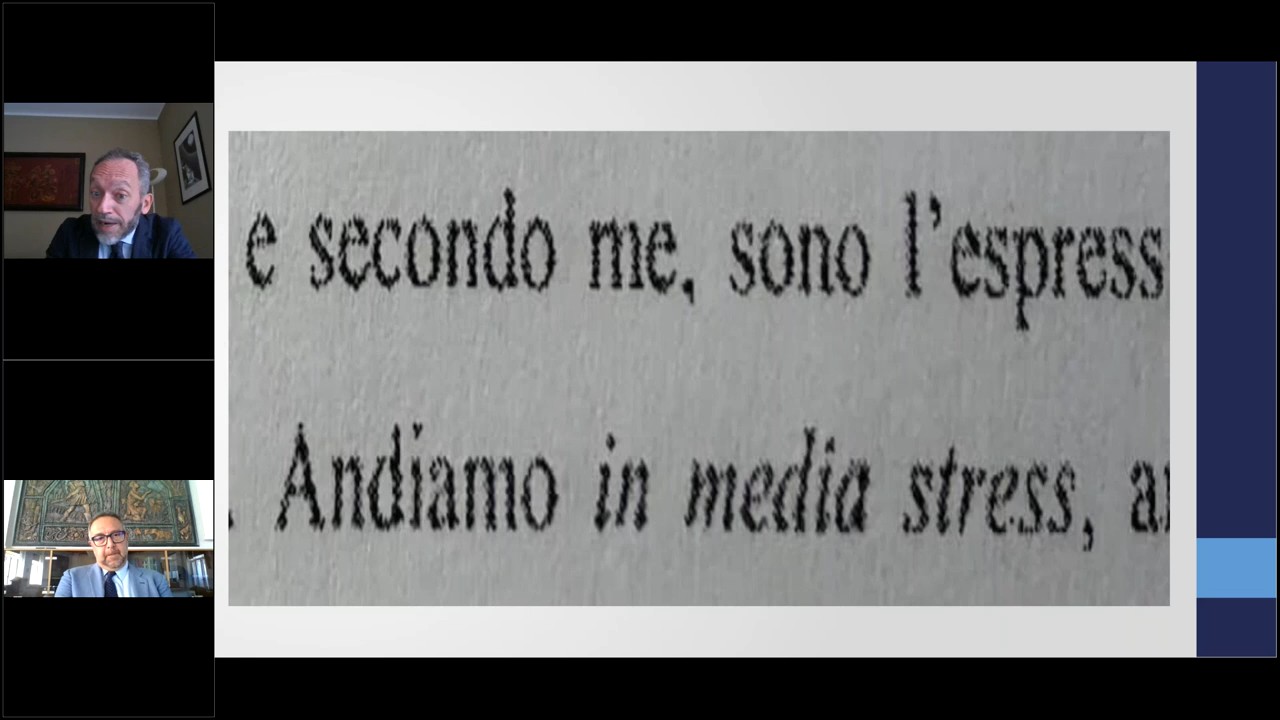 e secondo me, sono l’espress
. Andiamo in media stress, a